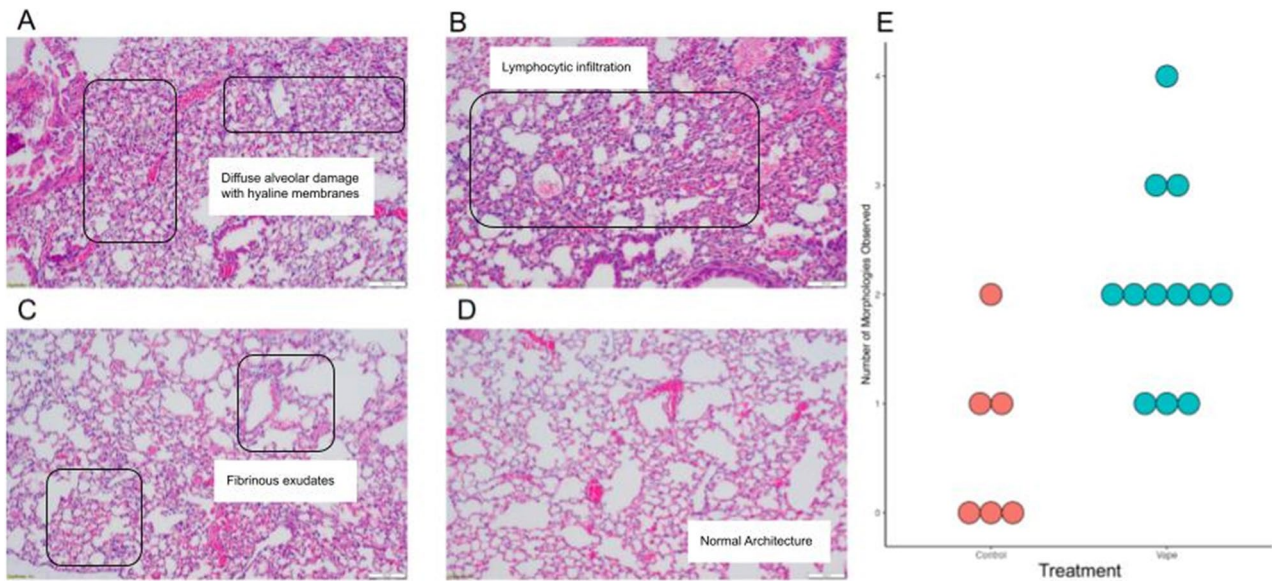 A
Diffuse alveolar damage
with hyaline membranes
B
Lymphocytic infiltration
C
Fibrinous exudates
D
Normal Architecture
E
Number of Morphologies Observed
4
3
2
1
0
Control
Vape
Treatment